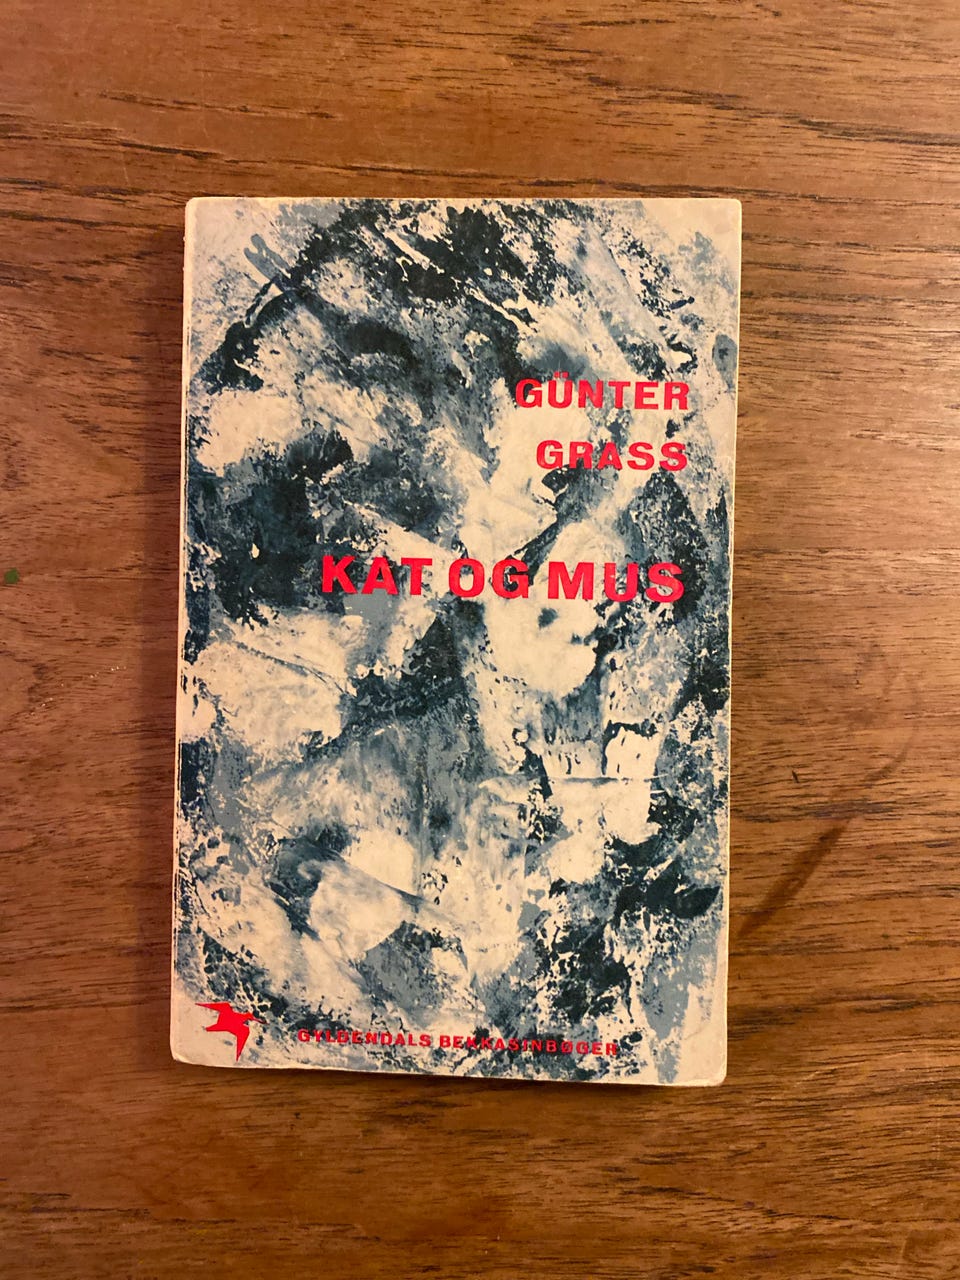 GÜNTER
GRASS
KAT OG MUS
GYLDENDALS BEKKASINBØGER